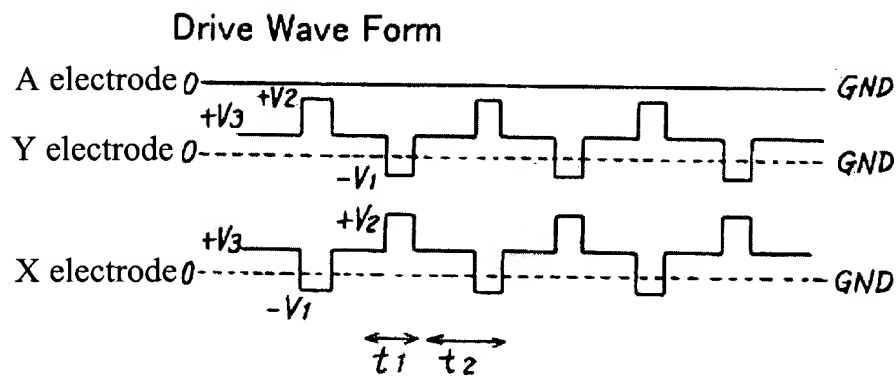 Drive Wave Form
A electrode 0 GND
+V2
+V3
Y electrode 0 GND
-V1
+V2
+V3
X electrode 0 GND
-V1
t1 t2